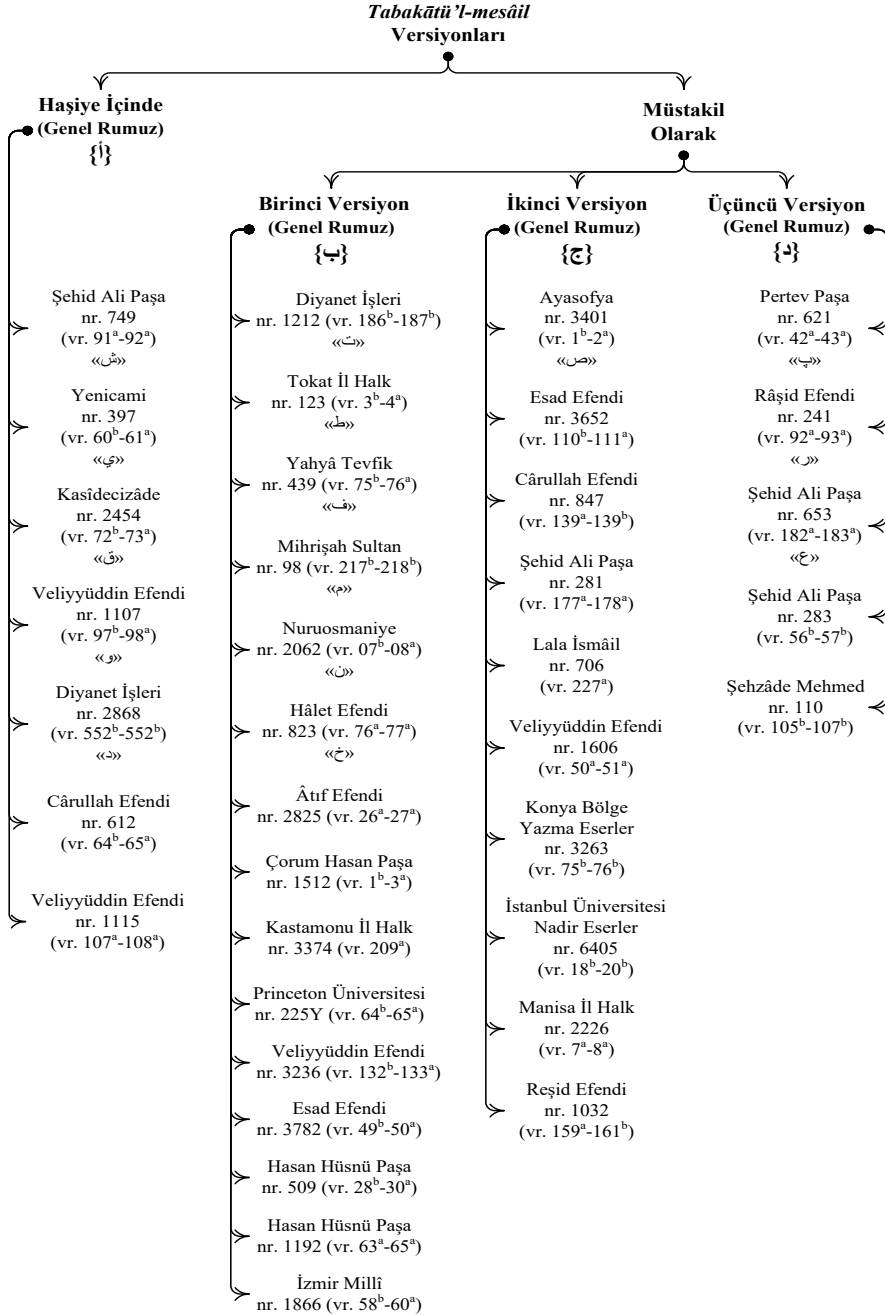 Tabakātü’l-mesâil
Versiyonları
Haşiye İçinde
(Genel Rumuz)
{أ}
Şehid Ali Paşa
nr. 749
(vr. 91ᵃ-92ᵃ)
«ش»
Yenicami
nr. 397
(vr. 60ᵇ-61ᵃ)
«ي»
Kasîdecizâde
nr. 2454
(vr. 72ᵇ-73ᵃ)
«ق»
Veliyyüddin Efendi
nr. 1107
(vr. 97ᵇ-98ᵃ)
«و»
Diyanet İşleri
nr. 2868
(vr. 552ᵇ-552ᵇ)
«د»
Cârullah Efendi
nr. 612
(vr. 64ᵇ-65ᵃ)
Veliyyüddin Efendi
nr. 1115
(vr. 107ᵃ-108ᵃ)
Müstakil
Olarak
Birinci Versiyon
(Genel Rumuz)
{ب}
Diyanet İşleri
nr. 1212 (vr. 186ᵇ-187ᵇ)
«ت»
Tokat İl Halk
nr. 123 (vr. 3ᵇ-4ᵃ)
«ط»
Yahyâ Tevfik
nr. 439 (vr. 75ᵇ-76ᵃ)
«ف»
Mihrişah Sultan
nr. 98 (vr. 217ᵇ-218ᵇ)
«م»
Nuruosmaniye
nr. 2062 (vr. 07ᵇ-08ᵃ)
«ن»
Hâlet Efendi
nr. 823 (vr. 76ᵃ-77ᵃ)
«خ»
Âtıf Efendi
nr. 2825 (vr. 26ᵃ-27ᵃ)
Çorum Hasan Paşa
nr. 1512 (vr. 1ᵇ-3ᵃ)
Kastamonu İl Halk
nr. 3374 (vr. 209ᵃ)
Princeton Üniversitesi
nr. 225Y (vr. 64ᵇ-65ᵃ)
Veliyyüddin Efendi
nr. 3236 (vr. 132ᵇ-133ᵃ)
Esad Efendi
nr. 3782 (vr. 49ᵇ-50ᵃ)
Hasan Hüsnü Paşa
nr. 509 (vr. 28ᵇ-30ᵃ)
Hasan Hüsnü Paşa
nr. 1192 (vr. 63ᵃ-65ᵃ)
İzmir Millî
nr. 1866 (vr. 58ᵇ-60ᵃ)
İkinci Versiyon
(Genel Rumuz)
{ج}
Ayasofya
nr. 3401
(vr. 1ᵇ-2ᵃ)
«ص»
Esad Efendi
nr. 3652
(vr. 110ᵇ-111ᵃ)
Cârullah Efendi
nr. 847
(vr. 139ᵃ-139ᵇ)
Şehid Ali Paşa
nr. 281
(vr. 177ᵃ-178ᵃ)
Lala İsmâil
nr. 706
(vr. 227ᵃ)
Veliyyüddin Efendi
nr. 1606
(vr. 50ᵃ-51ᵃ)
Konya Bölge
Yazma Eserler
nr. 3263
(vr. 75ᵇ-76ᵇ)
İstanbul Üniversitesi
Nadir Eserler
nr. 6405
(vr. 18ᵇ-20ᵇ)
Manisa İl Halk
nr. 2226
(vr. 7ᵃ-8ᵃ)
Reşid Efendi
nr. 1032
(vr. 159ᵃ-161ᵇ)
Üçüncü Versiyon
(Genel Rumuz)
{د}
Pertev Paşa
nr. 621
(vr. 42ᵃ-43ᵃ)
«پ»
Râşid Efendi
nr. 241
(vr. 92ᵃ-93ᵃ)
«ر»
Şehid Ali Paşa
nr. 653
(vr. 182ᵃ-183ᵃ)
«ع»
Şehid Ali Paşa
nr. 283
(vr. 56ᵇ-57ᵇ)
Şehzâde Mehmed
nr. 110
(vr. 105ᵇ-107ᵇ)